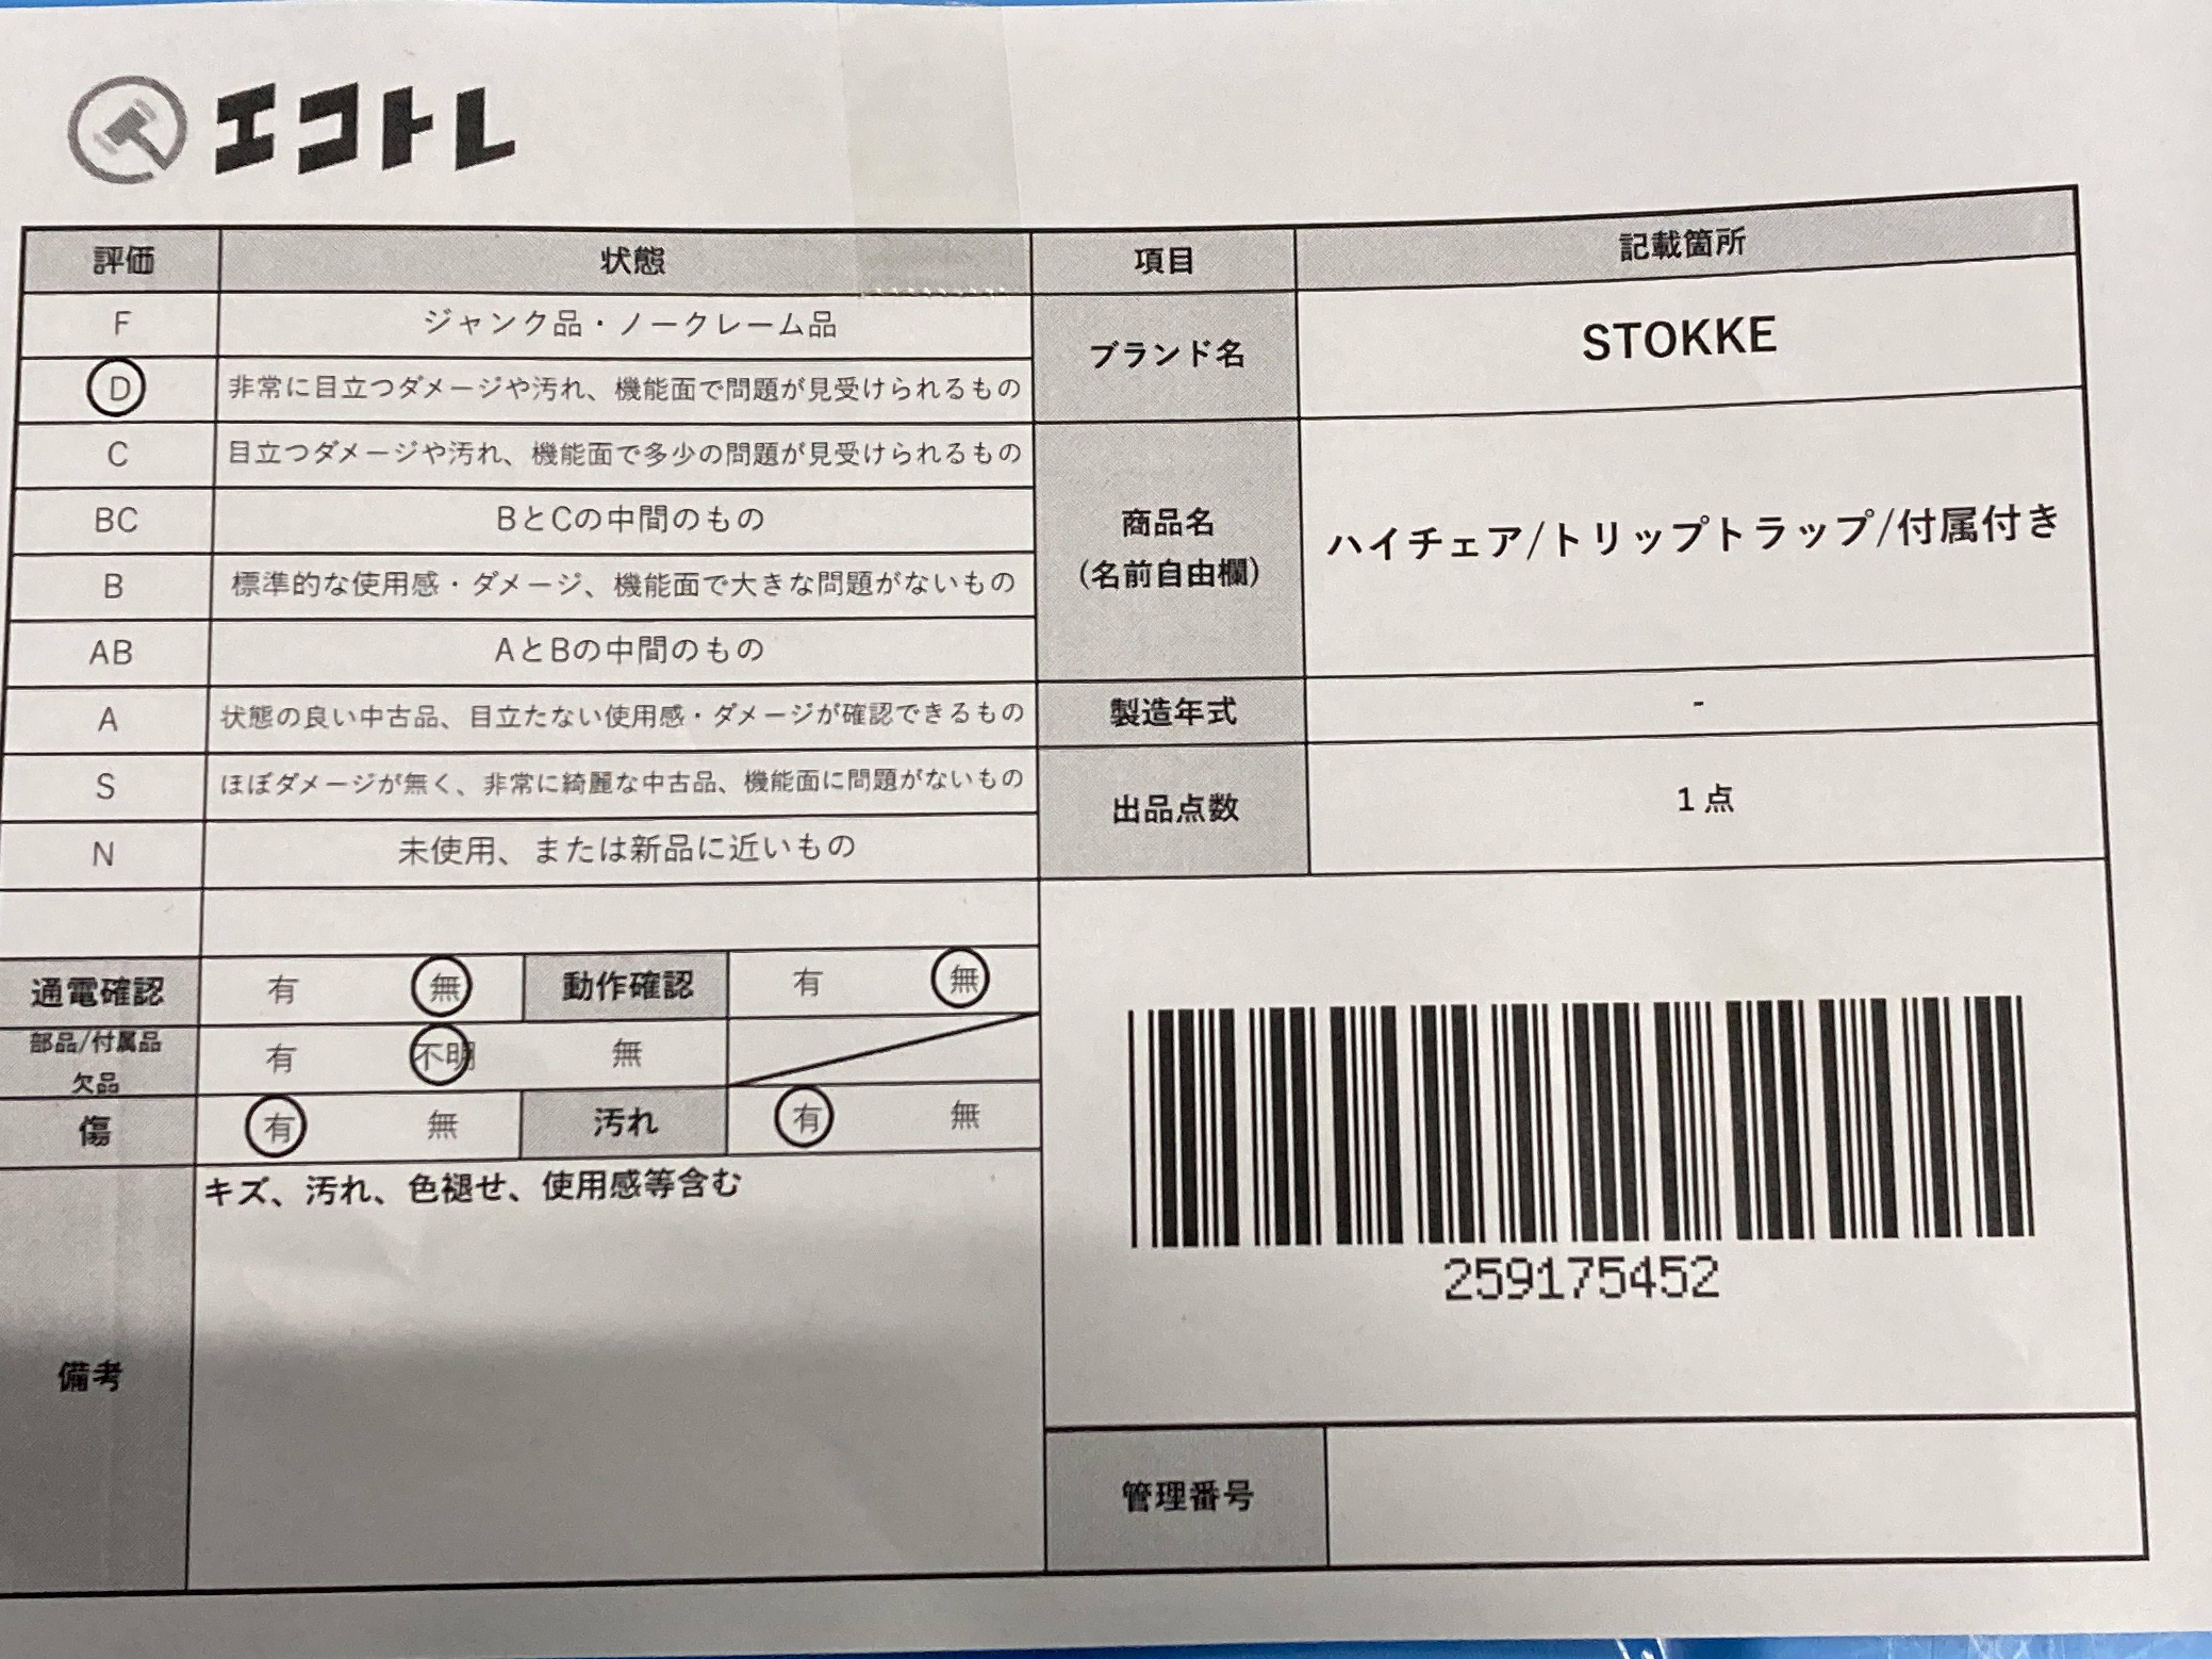 エコトレ
評価 状態 項目 記載箇所
F ジャンク品・ノークレーム品
D 非常に目立つダメージや汚れ、機能面で問題が見受けられるもの
C 目立つダメージや汚れ、機能面で多少の問題が見受けられるもの
BC BとCの中間のもの
B 標準的な使用感・ダメージ、機能面で大きな問題がないもの
AB AとBの中間のもの
A 状態の良い中古品、目立たない使用感・ダメージが確認できるもの
S ほぼダメージが無く、非常に綺麗な中古品、機能面に問題がないもの
N 未使用、または新品に近いもの
ブランド名 STOKKE
商品名
(名前自由欄)
ハイチェア/トリップトラップ/付属付き
製造年式 -
出品点数 1点
通電確認 有 無 動作確認 有 無
部品/付属品
欠品
有 不明 無
傷 有 無 汚れ 有 無
備考
キズ、汚れ、色褪せ、使用感等含む
259175452
管理番号